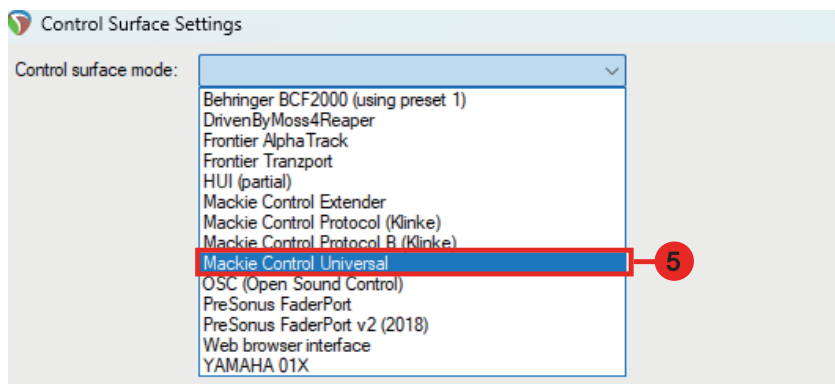 Control Surface Settings
Control surface mode:
Behringer BCF2000 (using preset 1)
DrivenByMoss4Reaper
Frontier AlphaTrack
Frontier Tranzport
HUI (partial)
Mackie Control Extender
Mackie Control Protocol (Klinke)
Mackie Control Protocol B (Klinke)
Mackie Control Universal
5
OSC (Open Sound Control)
PreSonus FaderPort
PreSonus FaderPort v2 (2018)
Web browser interface
YAMAHA 01X